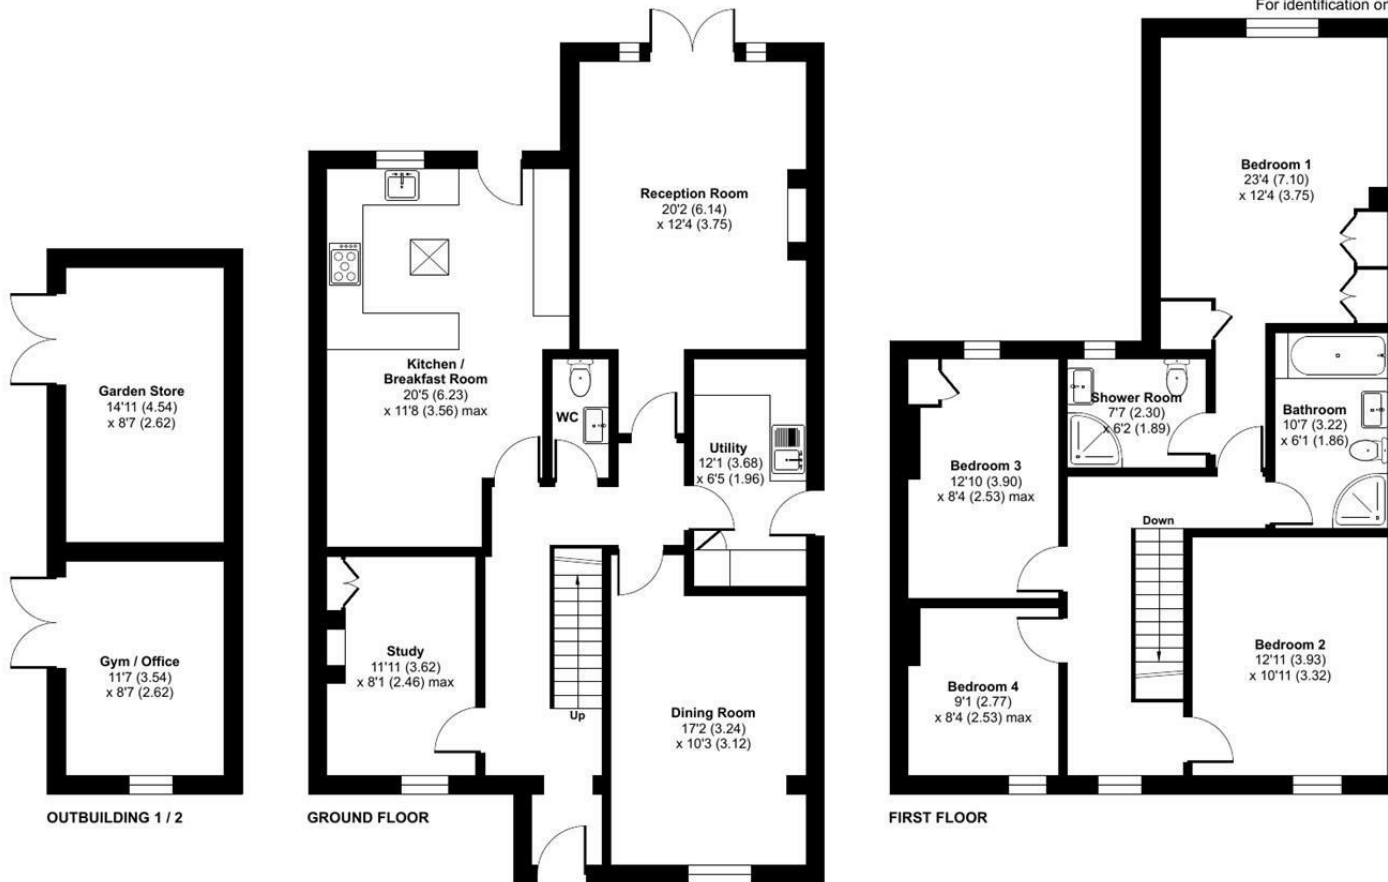 For identification or
Bedroom 1
23'4 (7.10)
x 12'4 (3.75)
Reception Room
20'2 (6.14)
x 12'4 (3.75)
Garden Store
14'11 (4.54)
x 8'7 (2.62)
Kitchen /
Breakfast Room
20'5 (6.23)
x 11'8 (3.56) max
WC
Utility
12'1 (3.68)
x 6'5 (1.96)
Shower Room
7'7 (2.30)
x 6'2 (1.89)
Bathroom
10'7 (3.22)
x 6'1 (1.86)
Bedroom 3
12'10 (3.90)
x 8'4 (2.53) max
Down
Gym / Office
11'7 (3.54)
x 8'7 (2.62)
Study
11'11 (3.62)
x 8'1 (2.46) max
Up
Dining Room
17'2 (3.24)
x 10'3 (3.12)
Bedroom 4
9'1 (2.77)
x 8'4 (2.53) max
Bedroom 2
12'11 (3.93)
x 10'11 (3.32)
OUTBUILDING 1 / 2
GROUND FLOOR
FIRST FLOOR